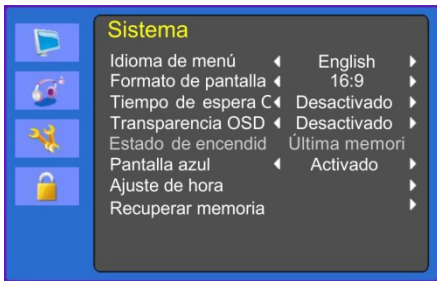 Sistema
Idioma de menú English
Formato de pantalla 16:9
Tiempo de espera C Desactivado
Transparencia OSD Desactivado
Estado de encendid Última memori
Pantalla azul Activado
Ajuste de hora
Recuperar memoria